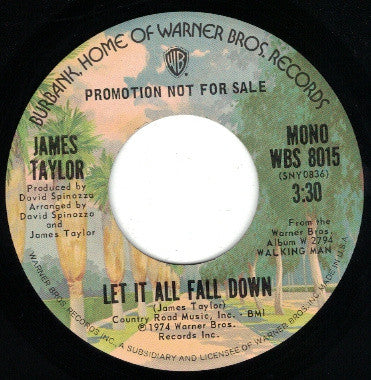 BURBANK, HOME OF WARNER BROS. RECORDS
WB
PROMOTION NOT FOR SALE
JAMES
TAYLOR
Produced by
David Spinozza
Arranged by
David Spinozza
and
James Taylor
MONO
WBS 8015
(SNY0836)
3:30
From the
Warner Bros.
Album W 2794
WALKING MAN
LET IT ALL FALL DOWN
(James Taylor)
Country Road Music, Inc. - BMI
©1974 Warner Bros.
Records Inc.
WARNER BROS. RECORDS INC., A SUBSIDIARY AND LICENSEE OF WARNER BROS. INC. MADE IN U.S.A.